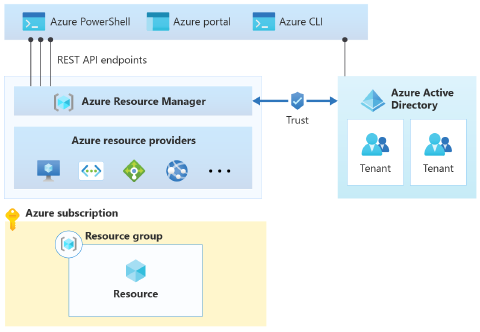 Azure PowerShell
Azure portal
Azure CLI
REST API endpoints
Azure Resource Manager
Trust
Azure Active
Directory
Azure resource providers
Tenant
Tenant
Azure subscription
Resource group
Resource